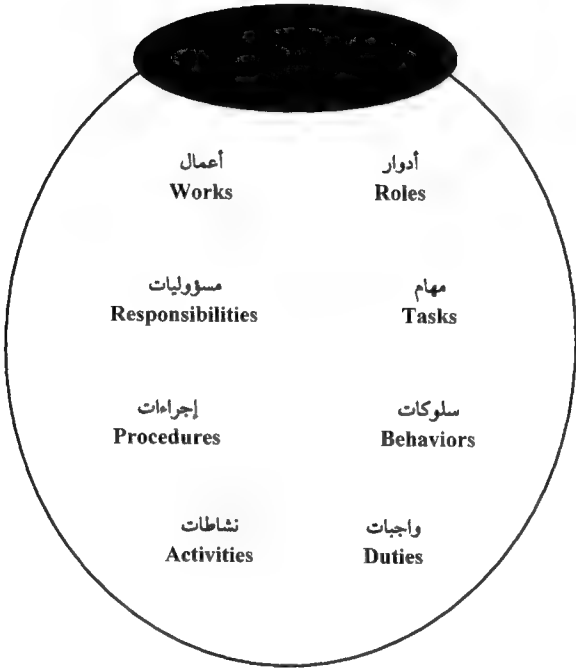 أدوار
Roles
أعمال
Works
مهام
Tasks
مسؤوليات
Responsibilities
سلوكات
Behaviors
إجراءات
Procedures
واجبات
Duties
نشاطات
Activities